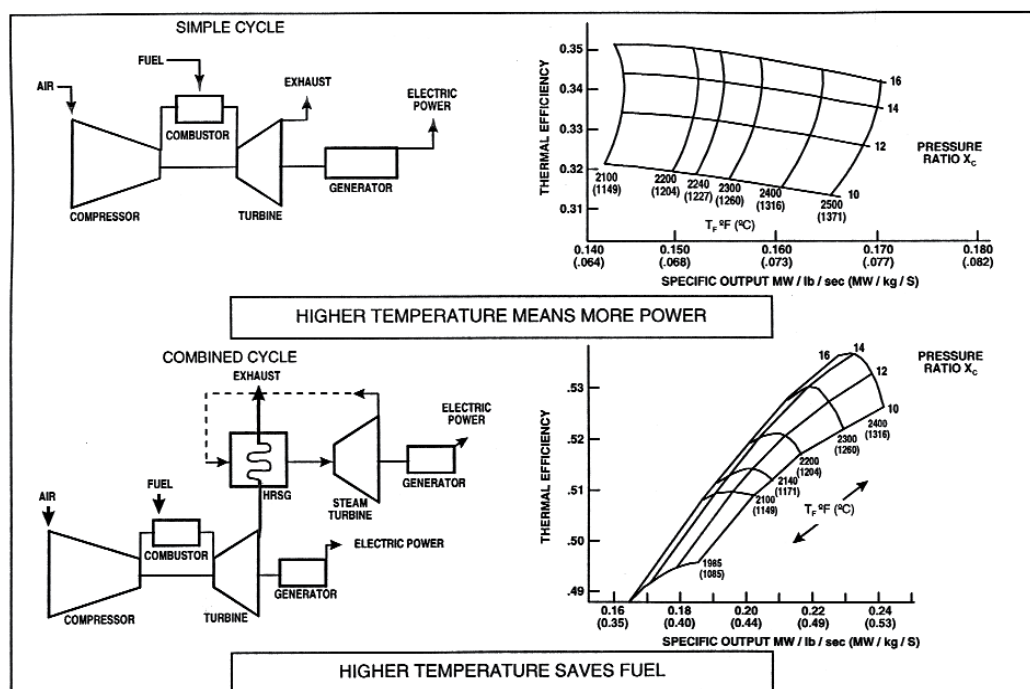 SIMPLE CYCLE
FUEL
AIR
EXHAUST
ELECTRIC
POWER
COMBUSTOR
GENERATOR
COMPRESSOR
TURBINE
THERMAL EFFICIENCY
0.35
0.34
0.33
0.32
0.31
16
14
12
10
PRESSURE
RATIO XC
2100
(1149)
2200
(1204)
2240
(1227)
2300
(1260)
2400
(1316)
2500
(1371)
TF ºF (ºC)
0.140
(.064)
0.150
(.068)
0.160
(.073)
0.170
(.077)
0.180
(.082)
SPECIFIC OUTPUT MW / lb / sec (MW / kg / S)
HIGHER TEMPERATURE MEANS MORE POWER
COMBINED CYCLE
EXHAUST
ELECTRIC
POWER
HRSG
STEAM
TURBINE
GENERATOR
AIR
FUEL
COMBUSTOR
ELECTRIC POWER
GENERATOR
COMPRESSOR
TURBINE
THERMAL EFFICIENCY
.53
.52
.51
.50
.49
16
14
12
10
PRESSURE
RATIO XC
2400
(1316)
2300
(1260)
2200
(1204)
2140
(1171)
2100
(1149)
1985
(1085)
TF ºF (ºC)
0.16
(0.35)
0.18
(0.40)
0.20
(0.44)
0.22
(0.49)
0.24
(0.53)
SPECIFIC OUTPUT MW / lb / sec (MW / kg / S)
HIGHER TEMPERATURE SAVES FUEL